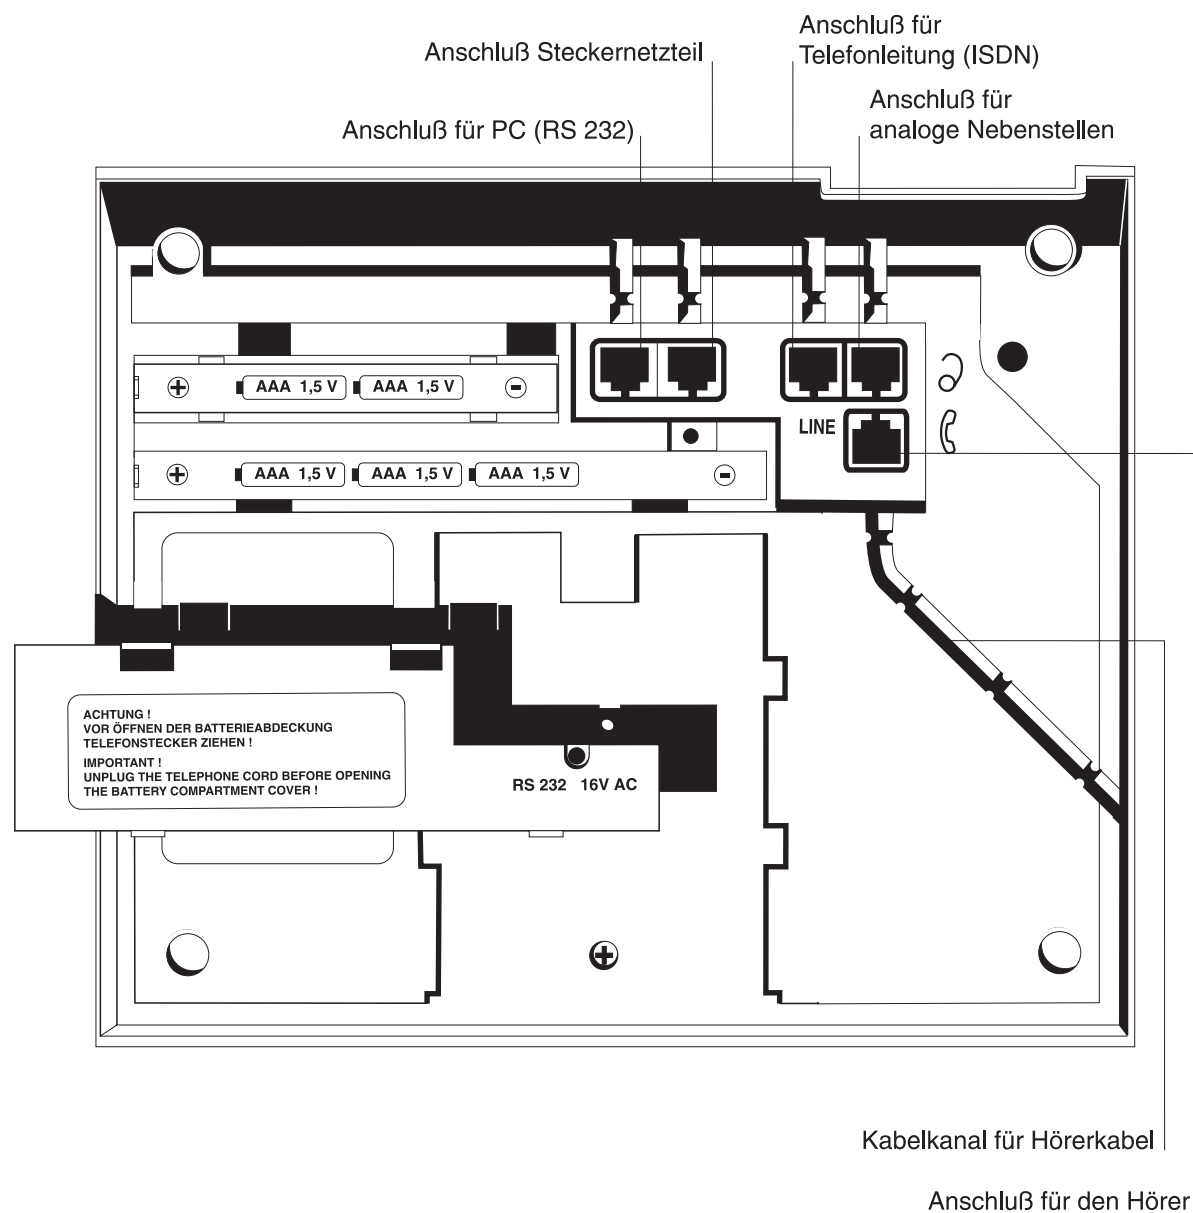 Anschluß für
Telefonleitung (ISDN)
Anschluß Steckernetzteil
Anschluß für
analoge Nebenstellen
Anschluß für PC (RS 232)
AAA 1,5 V AAA 1,5 V
LINE
AAA 1,5 V AAA 1,5 V AAA 1,5 V
ACHTUNG !
VOR ÖFFNEN DER BATTERIEABDECKUNG
TELEFONSTECKER ZIEHEN !
IMPORTANT !
UNPLUG THE TELEPHONE CORD BEFORE OPENING
THE BATTERY COMPARTMENT COVER !
RS 232 16V AC
Kabelkanal für Hörerkabel
Anschluß für den Hörer